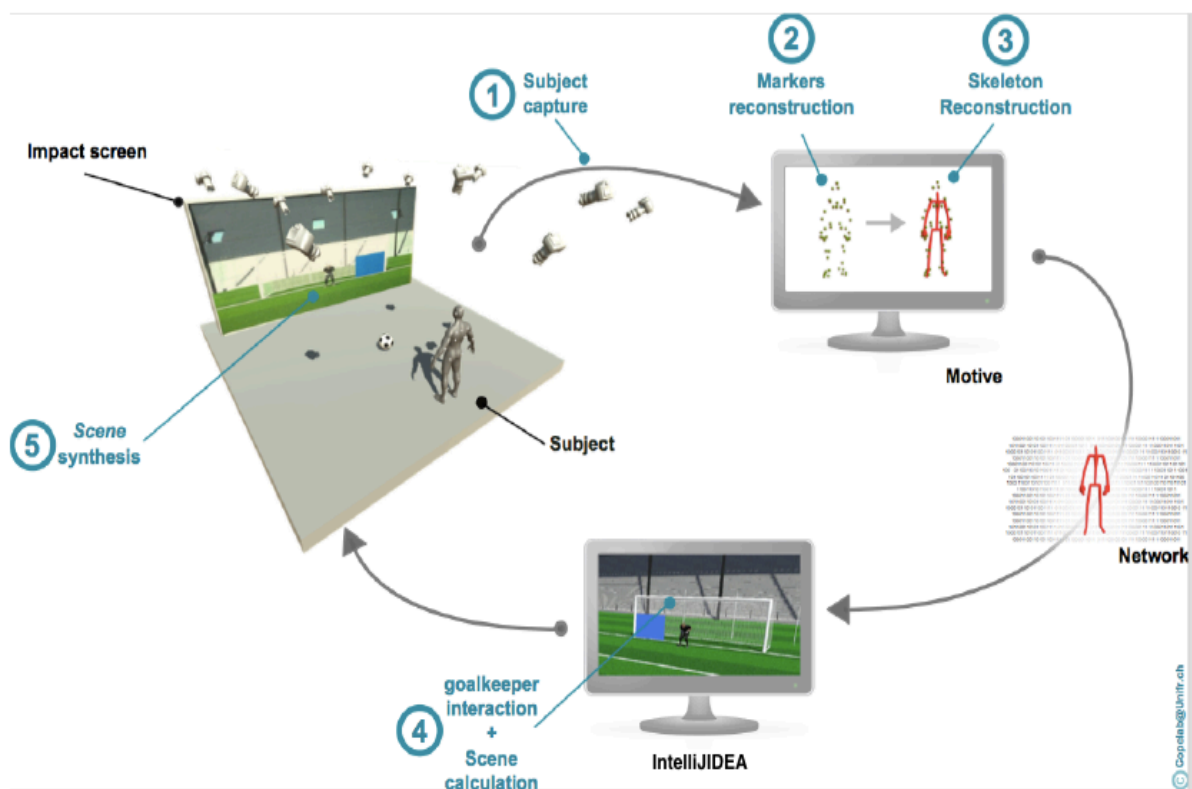 1
Subject
capture
2
Markers
reconstruction
3
Skeleton
Reconstruction
Impact screen
Motive
Subject
5
Scene
synthesis
Network
4
goalkeeper
interaction
+
Scene
calculation
IntelliJIDEA
© Gopelab@Unifr.ch